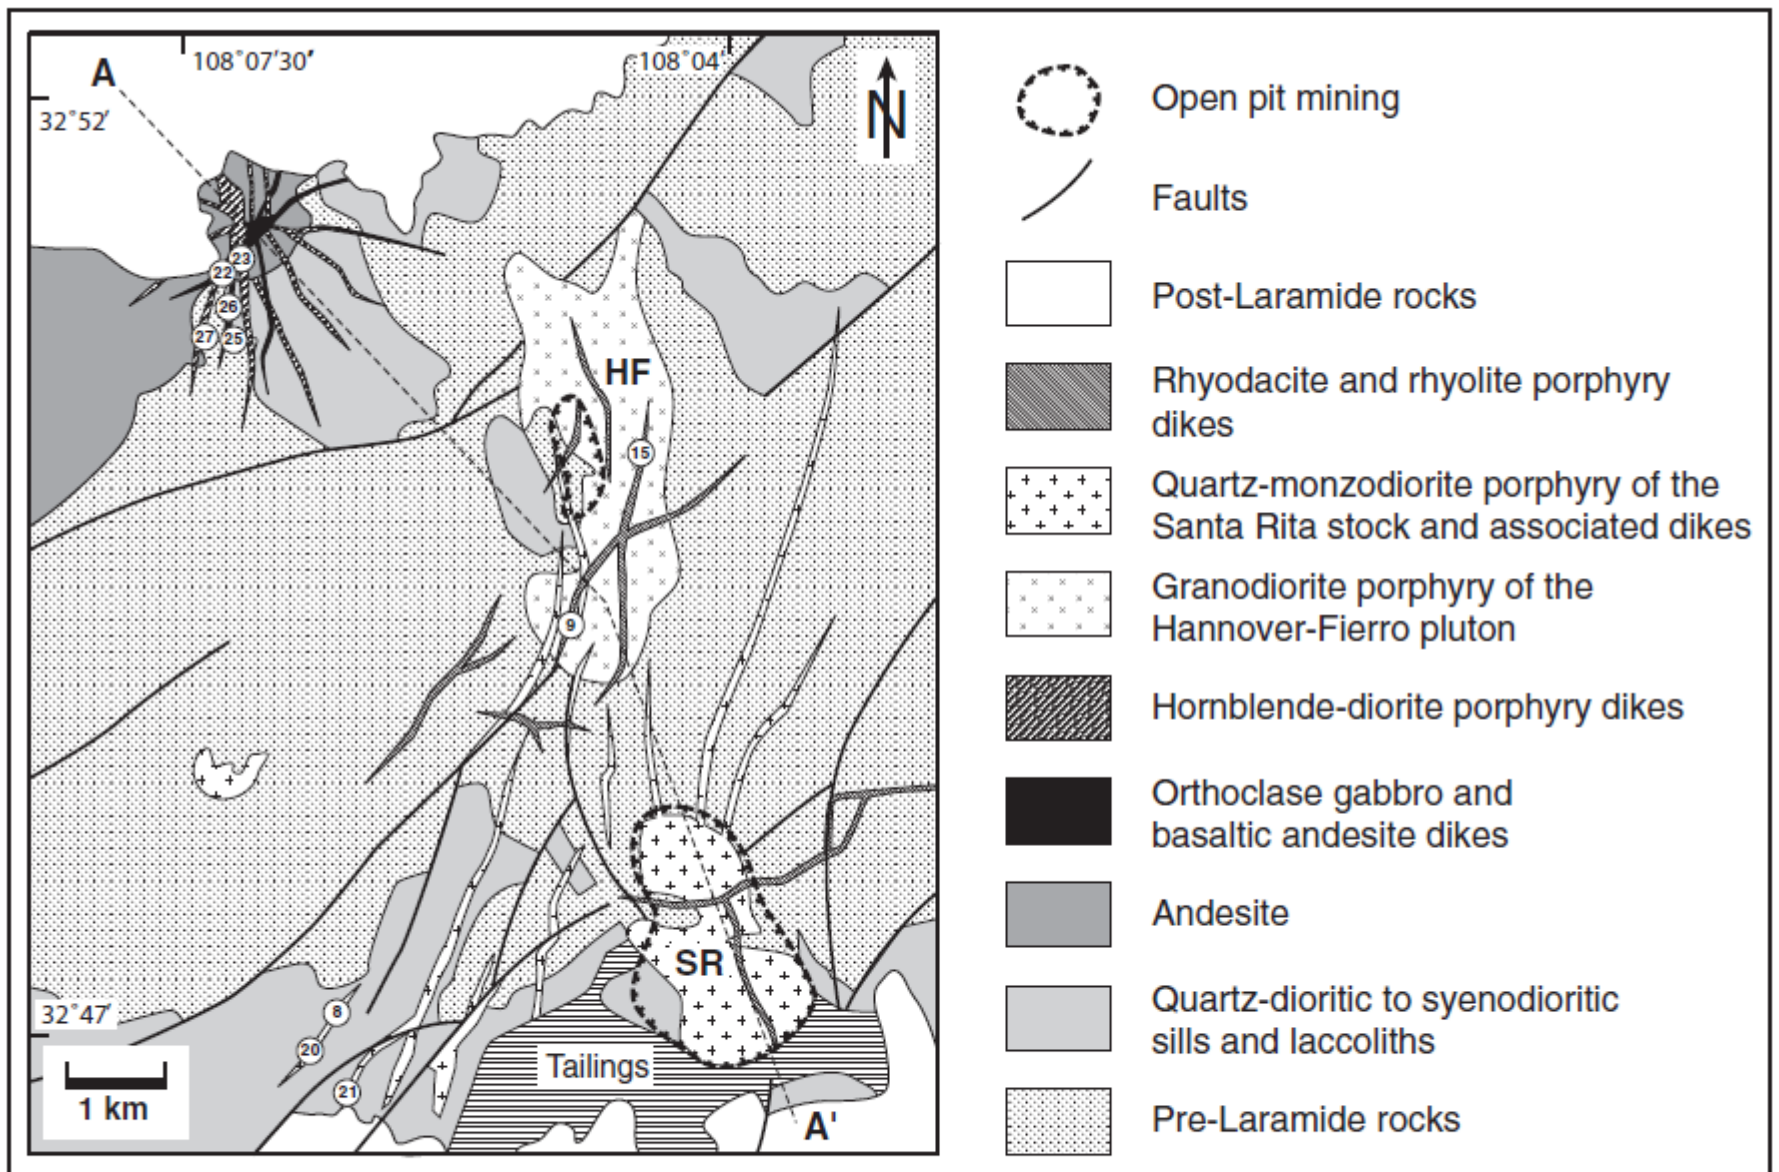 108°07'30"
108°04'
A
N
32°52'
23
22
26
27
25
HF
15
9
SR
32°47'
8
20
21
Tailings
1 km
A'
Open pit mining
Faults
Post-Laramide rocks
Rhyodacite and rhyolite porphyry
dikes
Quartz-monzodiorite porphyry of the
Santa Rita stock and associated dikes
Granodiorite porphyry of the
Hannover-Fierro pluton
Hornblende-diorite porphyry dikes
Orthoclase gabbro and
basaltic andesite dikes
Andesite
Quartz-dioritic to syenodioritic
sills and laccoliths
Pre-Laramide rocks